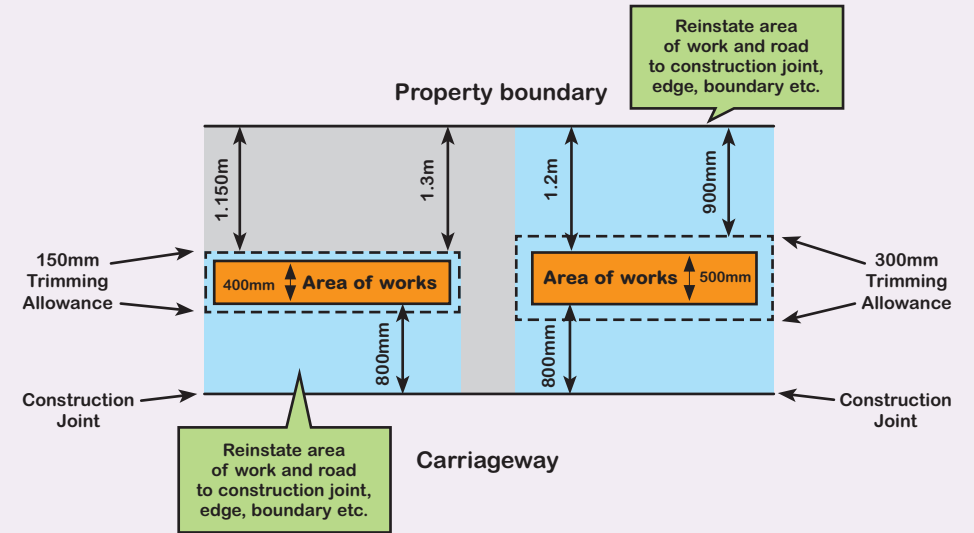 Reinstate area
of work and road
to construction joint,
edge, boundary etc.
Property boundary
1.150m
1.3m
1.2m
900mm
150mm
Trimming
Allowance
400mm
Area of works
Area of works
500mm
300mm
Trimming
Allowance
800mm
800mm
Construction
Joint
Construction
Joint
Reinstate area
of work and road
to construction joint,
edge, boundary etc.
Carriageway